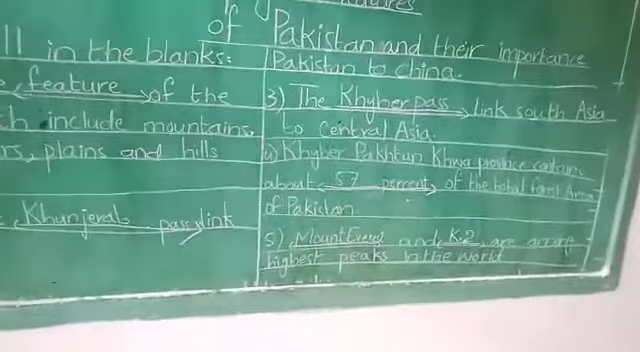 of Pakistan and their importance
ll in the blanks:
feature of the
ch include mountains,
rs, plains and hills
Khunjerab pass link
Pakistan to China.
3) The Khyber pass link South Asia
to Central Asia.
4) Khyber Pakhtun Khwa province contains
about 57 percent of the total forest Area
of Pakistan.
5) Mount Everest and K2 are among
highest peaks in the world